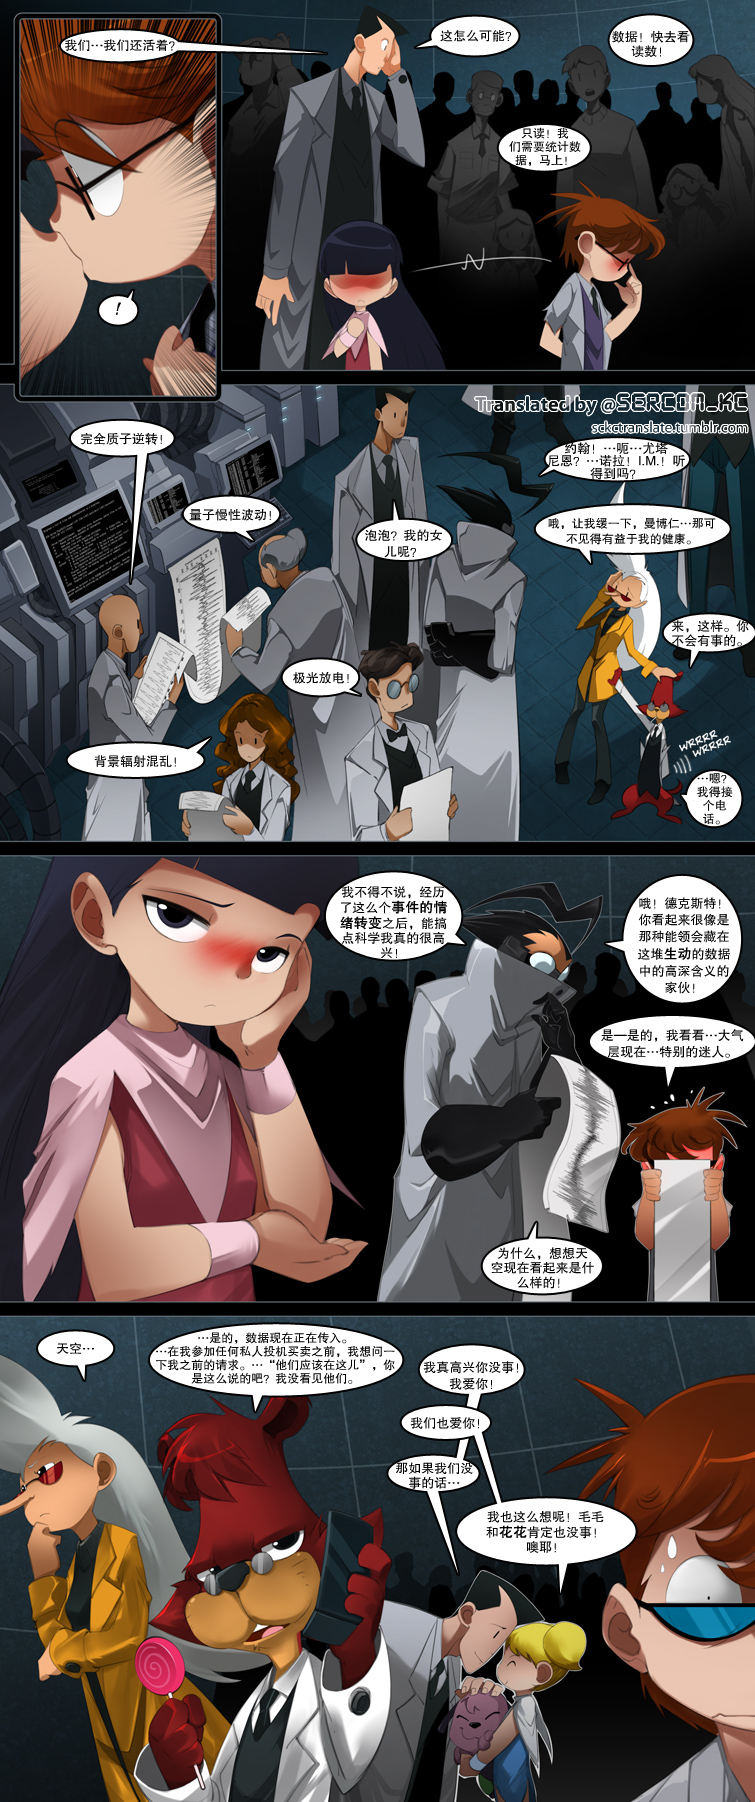 我们…我们还活着?
这怎么可能?
数据! 快去看
读数!
只读! 我
们需要统计数
据, 马上!
!
Translated by @SERCOM_KC
sckctranslate.tumblr.com
完全质子逆转!
量子慢性波动!
泡泡? 我的女
儿呢?
约翰! …呃…尤塔
尼恩? …诺拉! I.M.! 听
得到吗?
哦, 让我缓一下, 曼博仁…那可
不见得有益于我的健康。
来, 这样。你
不会有事的。
极光放电!
背景辐射混乱!
WRRRR
WRRRR
…嗯?
我得接
个电
话。
我不得不说, 经历
了这么个事件的情
绪转变之后, 能搞
点科学我真的很高
兴!
哦! 德克斯特!
你看起来很像是
那种能领会藏在
这堆生动的数据
中的高深含义的
家伙!
是—是的, 我看看…大气
层现在…特别的迷人。
为什么, 想想天
空现在看起来是什
么样的!
天空…
…是的, 数据现在正在传入。
…在我参加任何私人投机买卖之前, 我想问一
下我之前的请求。…“他们应该在这儿”, 你
是这么说的吧? 我没看见他们。
我真高兴你没事!
我爱你!
我们也爱你!
那如果我们没
事的话…
我也这么想呢! 毛毛
和花花肯定也没事!
噢耶!